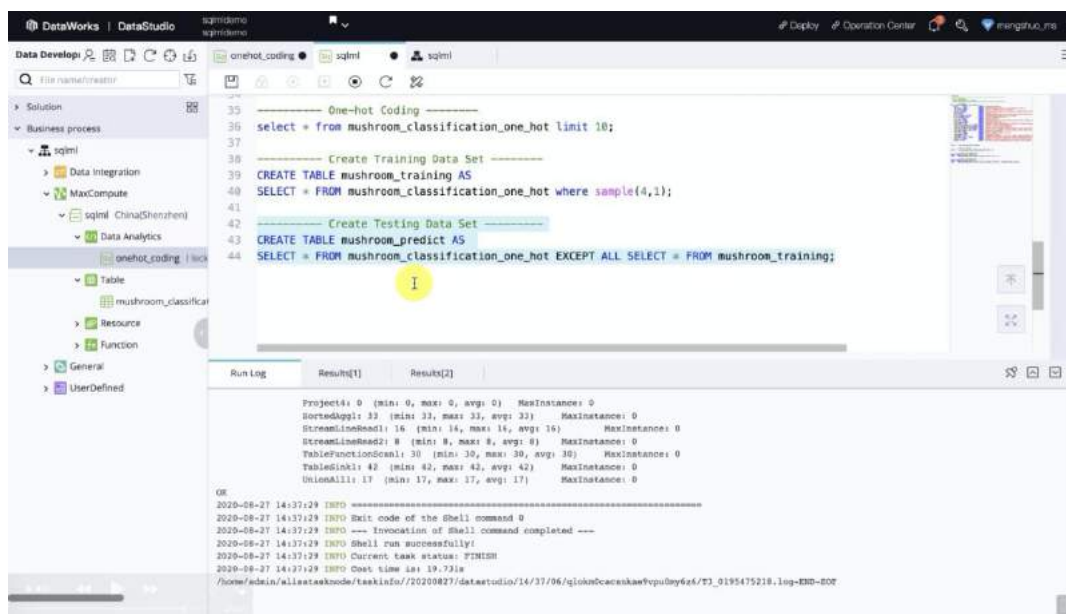 DataWorks | DataStudio
sqlmldemo
sqlmldemo
Deploy
Operation Center
mengshuo_ms
Data Develop
onehot_coding
sqlml
sqlml
File name/creator
Solution
Business process
sqlml
Data Integration
MaxCompute
sqlml China(Shenzhen)
Data Analytics
onehot_coding
Table
mushroom_classificat
Resource
Function
General
UserDefined
35 ---------- One-hot Coding --------
36 select * from mushroom_classification_one_hot limit 10;
37
38 ---------- Create Training Data Set --------
39 CREATE TABLE mushroom_training AS
40 SELECT * FROM mushroom_classification_one_hot where sample(4,1);
41
42 ---------- Create Testing Data Set ---------
43 CREATE TABLE mushroom_predict AS
44 SELECT * FROM mushroom_classification_one_hot EXCEPT ALL SELECT * FROM mushroom_training;
Run Log
Results[1]
Results[2]
Project4: 0 (min: 0, max: 0, avg: 0) MaxInstance: 0
SortedAgg1: 33 (min: 33, max: 33, avg: 33) MaxInstance: 0
StreamLineRead1: 16 (min: 16, max: 16, avg: 16) MaxInstance: 0
StreamLineRead2: 8 (min: 8, max: 8, avg: 8) MaxInstance: 0
TableFunctionScan1: 30 (min: 30, max: 30, avg: 30) MaxInstance: 0
TableSink1: 42 (min: 42, max: 42, avg: 42) MaxInstance: 0
UnionAll1: 17 (min: 17, max: 17, avg: 17) MaxInstance: 0
OK
2020-08-27 14:37:29 INFO =================================================================
2020-08-27 14:37:29 INFO Exit code of the Shell command 0
2020-08-27 14:37:29 INFO --- Invocation of Shell command completed ---
2020-08-27 14:37:29 INFO Shell run successfully!
2020-08-27 14:37:29 INFO Current task status: FINISH
2020-08-27 14:37:29 INFO Cost time is: 19.731s